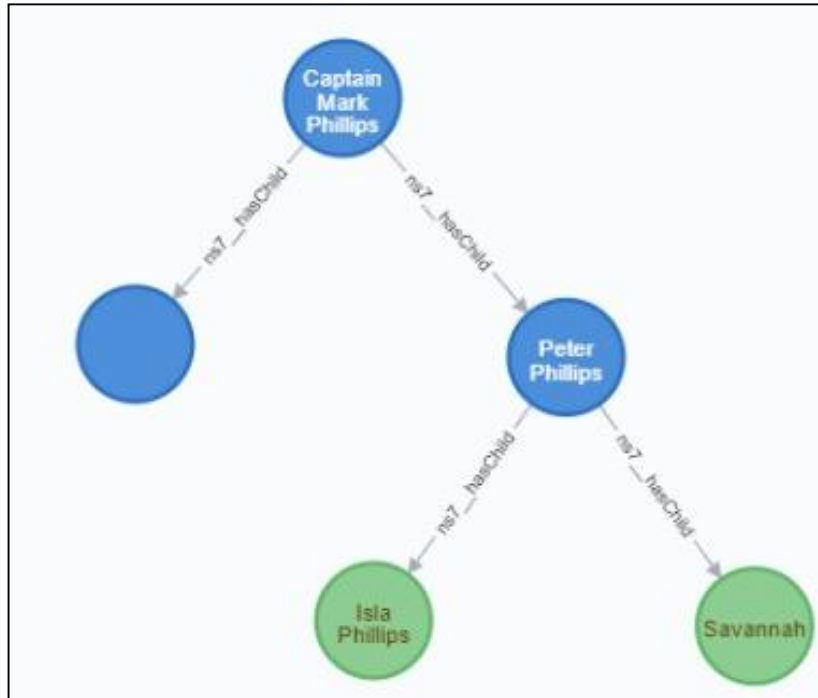 Captain
Mark
Phillips
ns7__hasChild
ns7__hasChild
Peter
Phillips
ns7__hasChild
ns7__hasChild
Isla
Phillips
Savannah